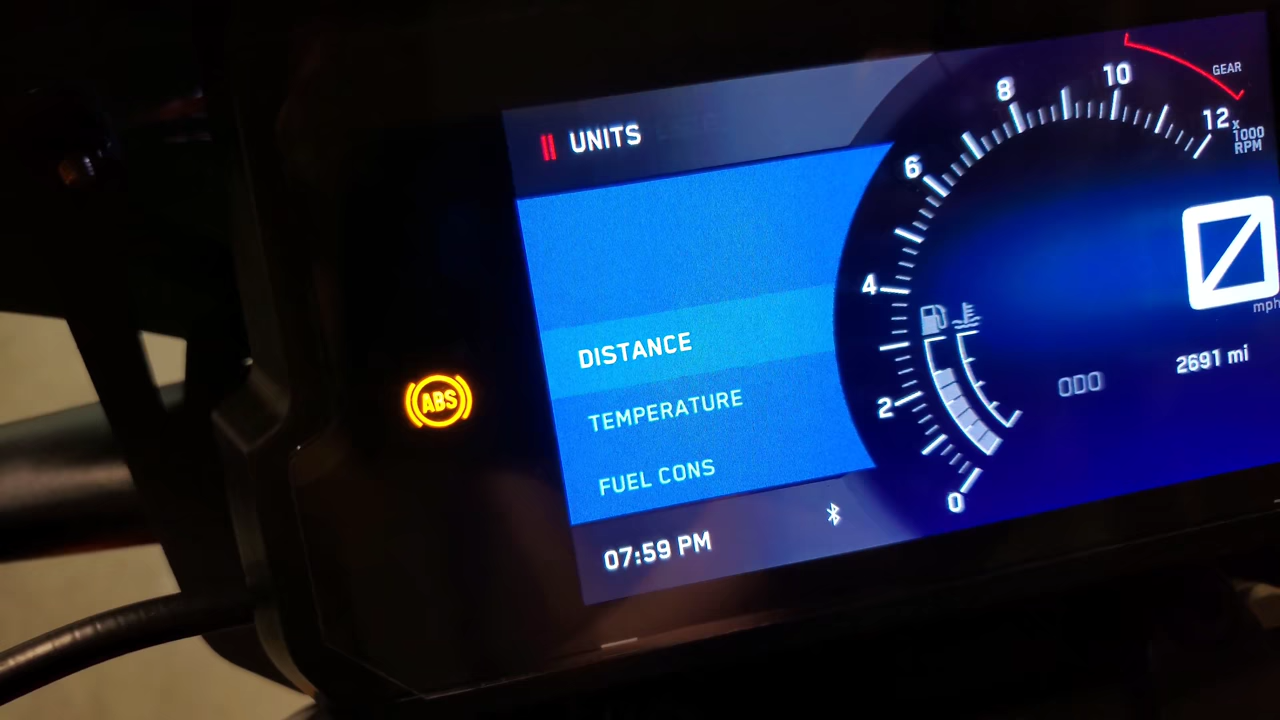 UNITS
DISTANCE
TEMPERATURE
FUEL CONS
07:59 PM
ABS
0
2
4
6
8
10
12
x
1000
RPM
GEAR
0
mph
ODO
2691 mi